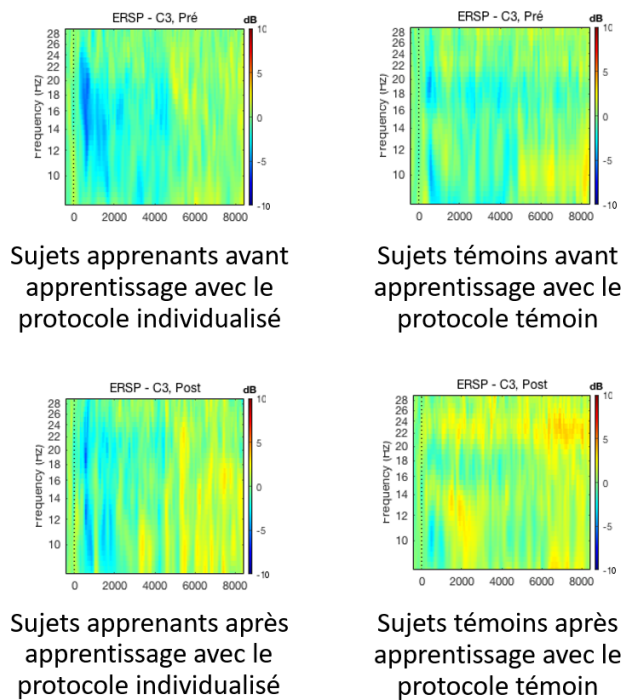 ERSP - C3, Pré
dB
28
26
24
22
20
18
16
14
12
10
Frequency (Hz)
10
5
0
-5
-10
0 2000 4000 6000 8000
Sujets apprenants avant
apprentissage avec le
protocole individualisé
ERSP - C3, Pré
dB
28
26
24
22
20
18
16
14
12
10
Frequency (Hz)
10
5
0
-5
-10
0 2000 4000 6000 8000
Sujets témoins avant
apprentissage avec le
protocole témoin
ERSP - C3, Post
dB
28
26
24
22
20
18
16
14
12
10
Frequency (Hz)
10
5
0
-5
-10
0 2000 4000 6000 8000
Sujets apprenants après
apprentissage avec le
protocole individualisé
ERSP - C3, Post
dB
28
26
24
22
20
18
16
14
12
10
Frequency (Hz)
10
5
0
-5
-10
0 2000 4000 6000 8000
Sujets témoins après
apprentissage avec le
protocole témoin